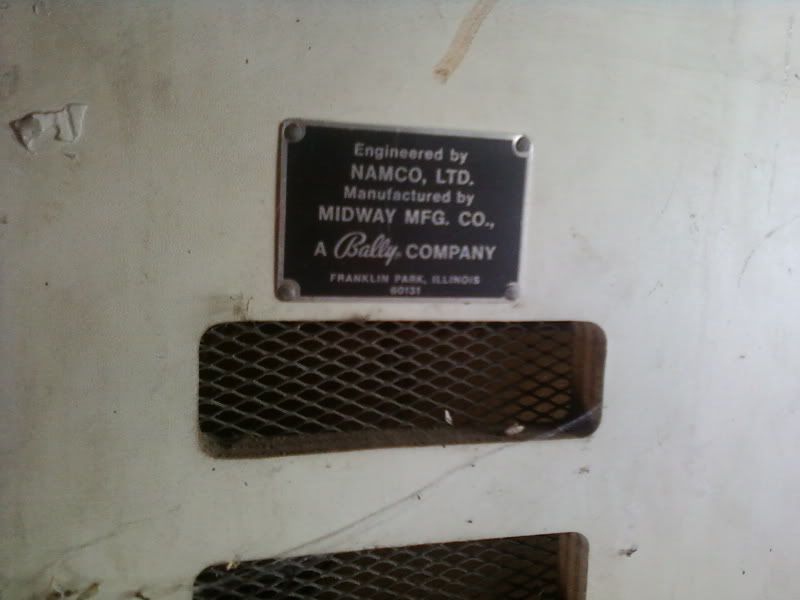 Engineered by
NAMCO, LTD.
Manufactured by
MIDWAY MFG. CO.,
A Bally® COMPANY
FRANKLIN PARK, ILLINOIS
60131